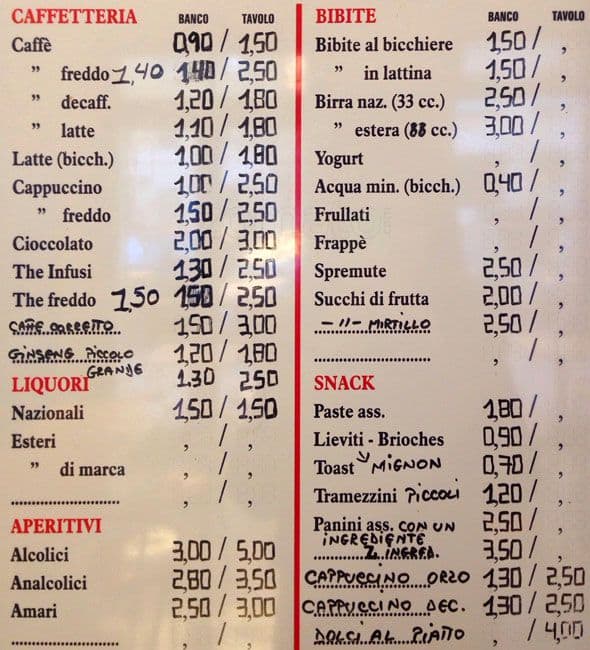 CAFFETTERIA BANCO TAVOLO
Caffè 0,90 / 1,50
" freddo 1,40 1,40 / 2,50
" decaff. 1,20 / 1,80
" latte 1,10 / 1,80
Latte (bicch.) 1,00 / 1,80
Cappuccino 1,00 / 2,50
" freddo 1,50 / 2,50
Cioccolato 2,00 / 3,00
The Infusi 1,30 / 2,50
The freddo 1,50 1,50 / 2,50
CAFFE CORRETTO 1,50 / 3,00
GINSENG PICCOLO 1,20 / 1,80
GRANDE 1.30 250
LIQUORI
Nazionali 1,50 / 1,50
Esteri , / ,
" di marca , / ,
.................... , / ,
APERITIVI
Alcolici 3,00 / 5,00
Analcolici 2,80 / 3,50
Amari 2,50 / 3,00
.................... , / ,
BIBITE BANCO TAVOLO
Bibite al bicchiere 1,50 / ,
" in lattina 1,50 / ,
Birra naz. (33 cc.) 2,50 / ,
" estera (33 cc.) 3,00 / ,
Yogurt , / ,
Acqua min. (bicch.) 0,40 / ,
Frullati , / ,
Frappè , / ,
Spremute 2,50 / ,
Succhi di frutta 2,00 / ,
-11- MIRTILLO 2,50 / ,
.................... , / ,
SNACK
Paste ass. 1,80 / ,
Lieviti - Brioches 0,90 / ,
Toast MIGNON 0,70 / ,
Tramezzini PICCOLI 1,20 / ,
Panini ass. CON UN 2,50 / ,
INGREDIENTE
2 INGRED. 3,50 / ,
CAPPUCCINO ORZO 1,30 / 2,50
CAPPUCCINO DEC. 1,30 / 2,50
DOLCI AL PIATTO , / 4,00